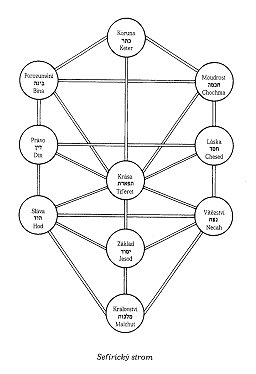 Koruna
כתר
Keter
Porozumění
בינה
Bina
Moudrost
חכמה
Chochma
Právo
דין
Din
Láska
חסד
Chesed
Krása
תפארת
Tiferet
Sláva
הוד
Hod
Vítězství
נצח
Necah
Základ
יסוד
Jesod
Království
מלכות
Malchut
Sefirický strom